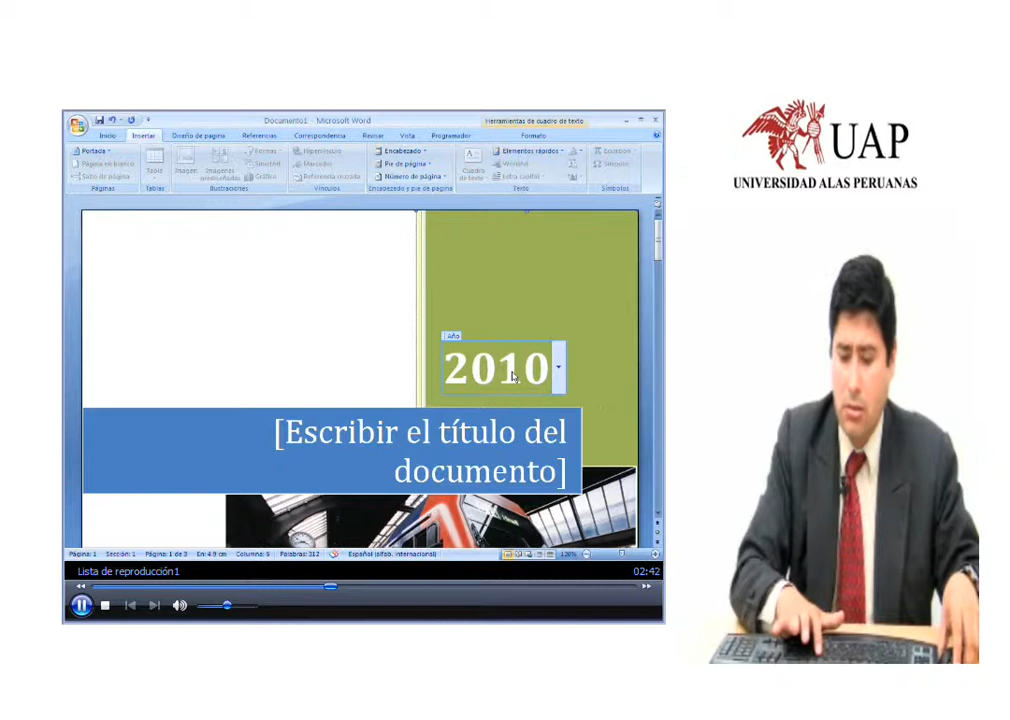 Documento1 - Microsoft Word
Herramientas de cuadro de texto
Inicio
Insertar
Diseño de página
Referencias
Correspondencia
Revisar
Vista
Programador
Formato
Portada
Página en blanco
Salto de página
Páginas
Tabla
Tablas
Imagen
Imágenes prediseñadas
Formas
SmartArt
Gráfico
Ilustraciones
Hipervínculo
Marcador
Referencia cruzada
Vínculos
Encabezado
Pie de página
Número de página
Encabezado y pie de página
Cuadro de texto
Elementos rápidos
WordArt
Letra capital
Texto
Ecuación
Símbolo
Símbolos
Año
2010
[Escribir el título del
documento]
Página: 1 Sección: 1 Página: 1 de 3 En: 4.9 cm Columna: 5 Palabras: 312 Español (alfab. internacional) 120%
Lista de reproducción1 02:42
UAP
UNIVERSIDAD ALAS PERUANAS